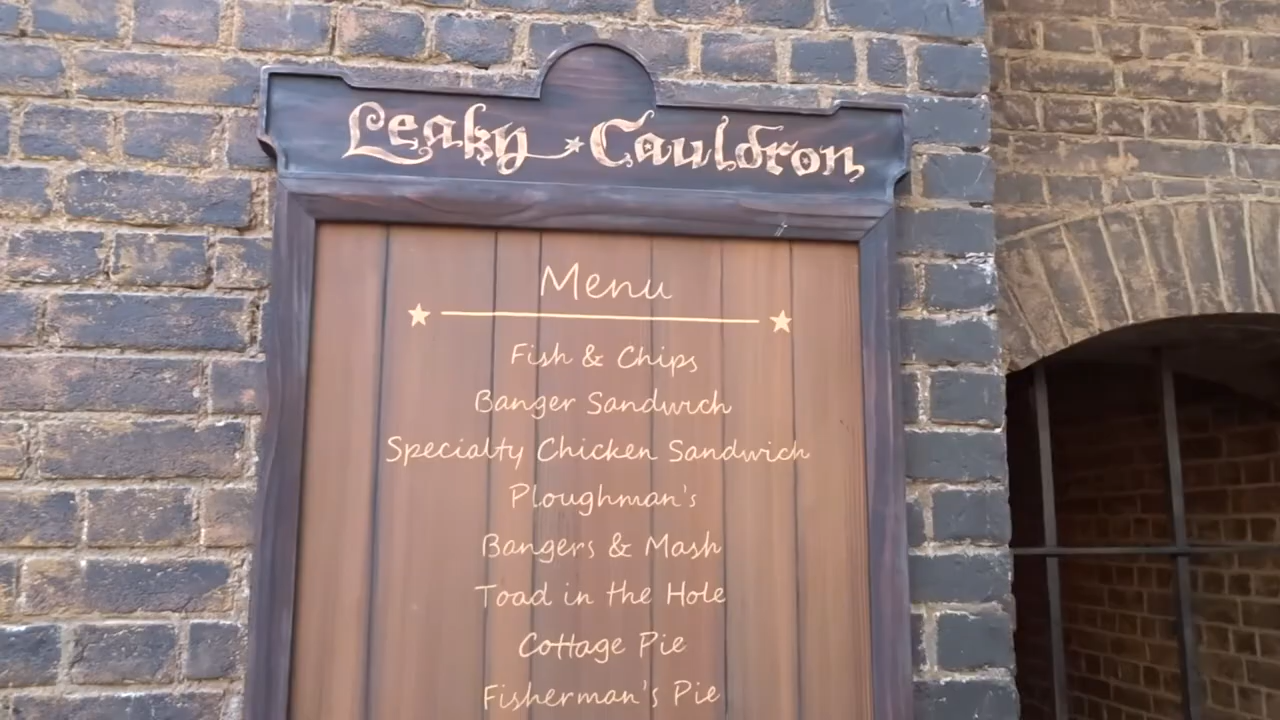 Leaky Cauldron
Menu
Fish & Chips
Banger Sandwich
Specialty Chicken Sandwich
Ploughman's
Bangers & Mash
Toad in the Hole
Cottage Pie
Fisherman's Pie